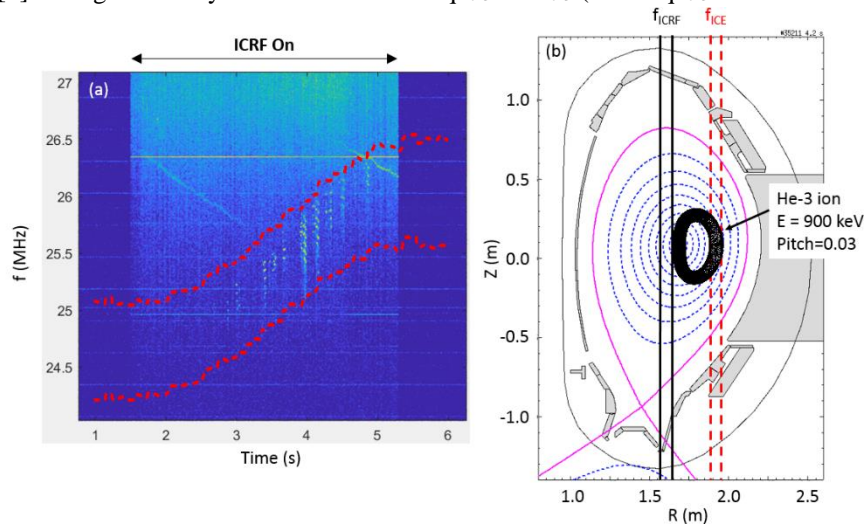 ICRF On
(a)
27
26.5
26
25.5
25
24.5
f (MHz)
1 2 3 4 5 6
Time (s)
f_ICRF f_ICE
4.2 s
(b)
1.0
0.5
0.0
-0.5
-1.0
Z (m)
He-3 ion
E = 900 keV
Pitch=0.03
1.0 1.5 2.0 2.5
R (m)